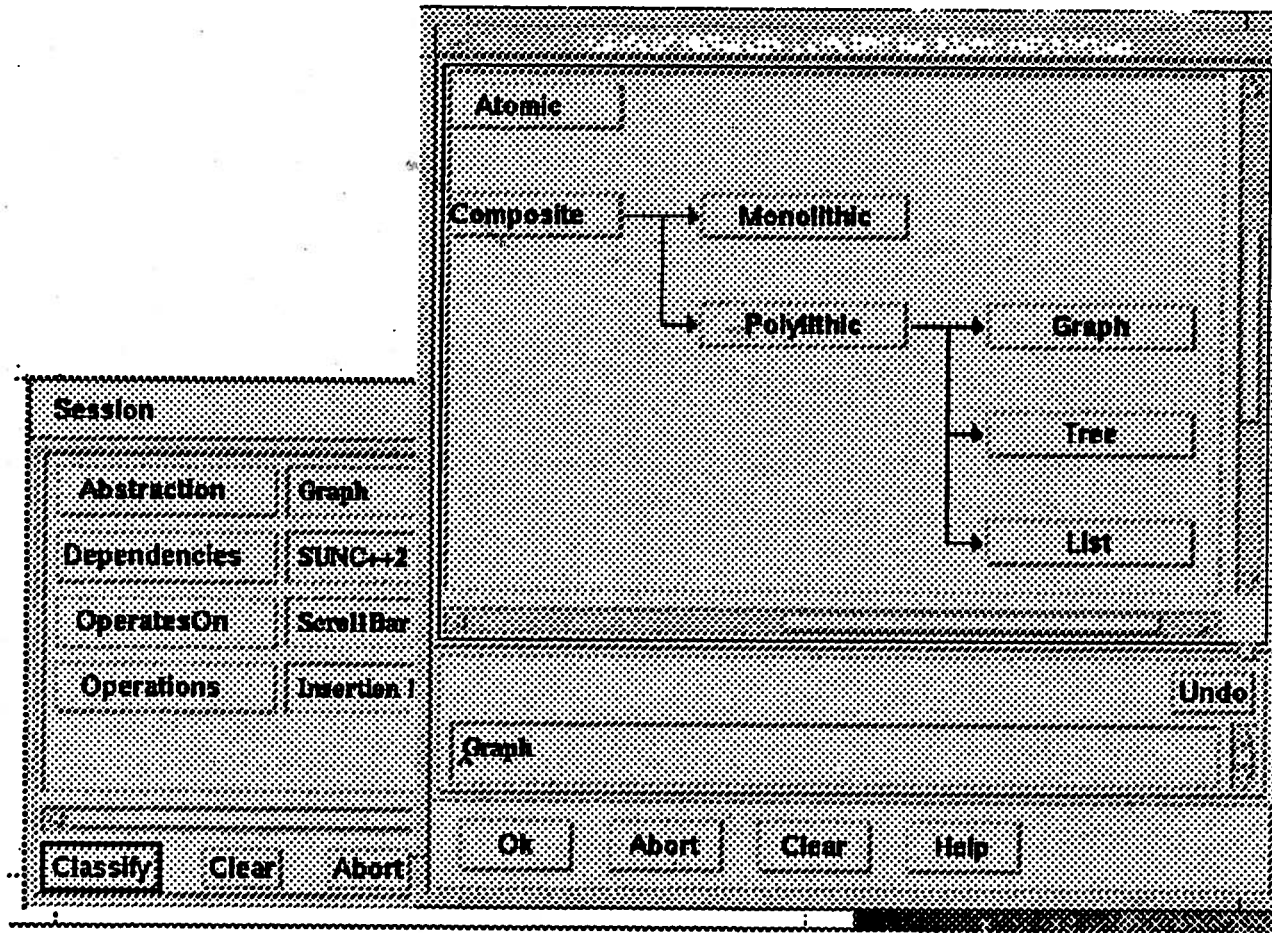 Atomic
Composite
Monolithic
Polylithic
Graph
Tree
List
Session
Abstraction
Graph
Dependencies
SUNC++2
OperatesOn
ScrollBar
Operations
Insertion
Undo
Graph
Ok
Abort
Clear
Help
Classify
Clear
Abort